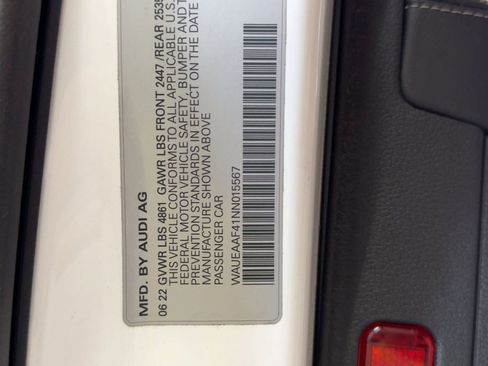 MFD. BY AUDI AG
06 22 GVWR LBS 4861 GAWR LBS FRONT 2447 /REAR 2535
THIS VEHICLE CONFORMS TO ALL APPLICABLE U.S.
FEDERAL MOTOR VEHICLE SAFETY, BUMPER AND
PREVENTION STANDARDS IN EFFECT ON THE DATE
MANUFACTURE SHOWN ABOVE
PASSENGER CAR
WAUEAAF41NN015567